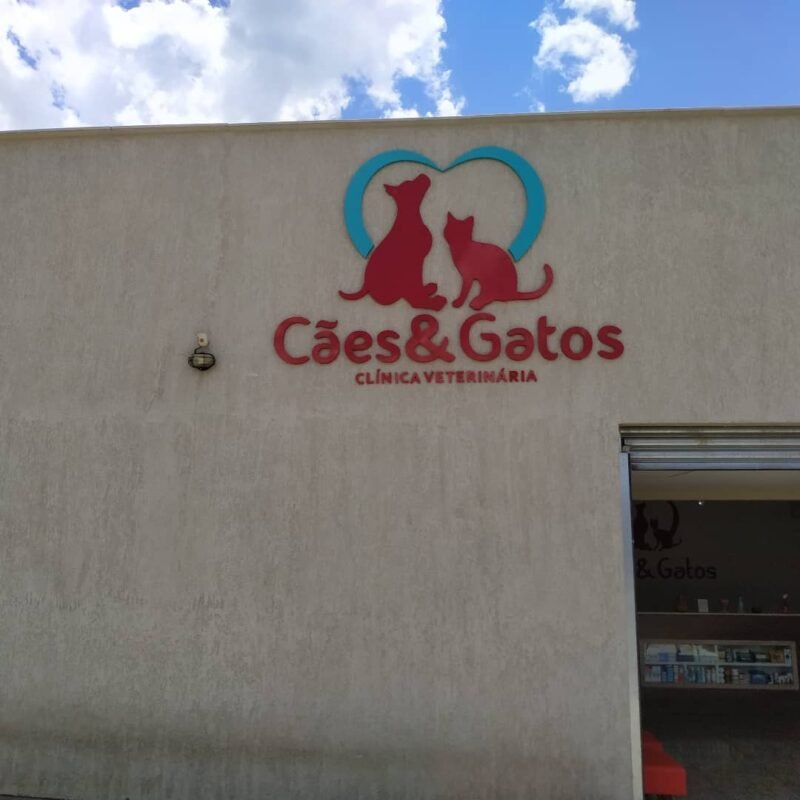 Cães&Gatos
CLÍNICA VETERINÁRIA
& Gatos